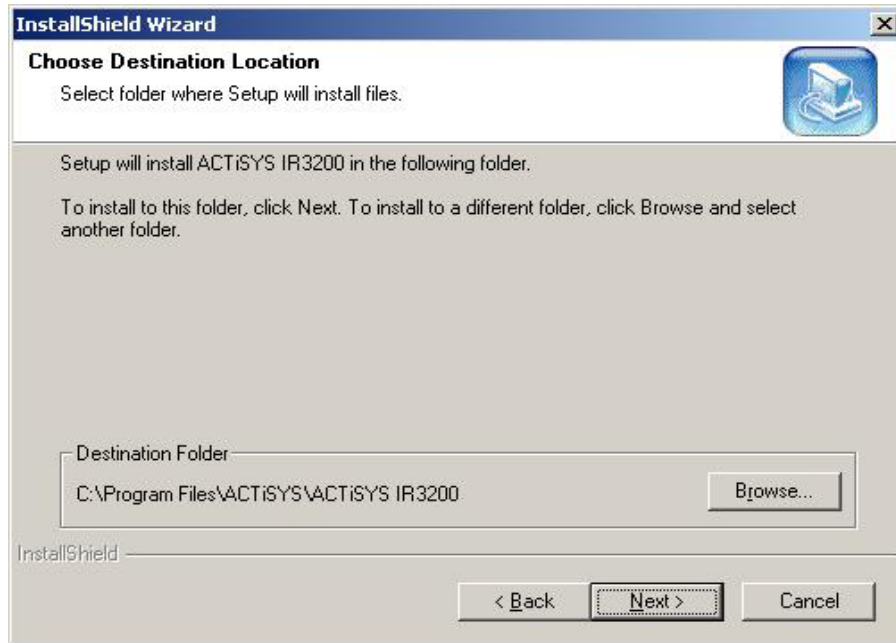 InstallShield Wizard
Choose Destination Location
Select folder where Setup will install files.
Setup will install ACTiSYS IR3200 in the following folder.
To install to this folder, click Next. To install to a different folder, click Browse and select
another folder.
Destination Folder
C:\Program Files\ACTiSYS\ACTiSYS IR3200
Browse...
InstallShield
< Back
Next >
Cancel